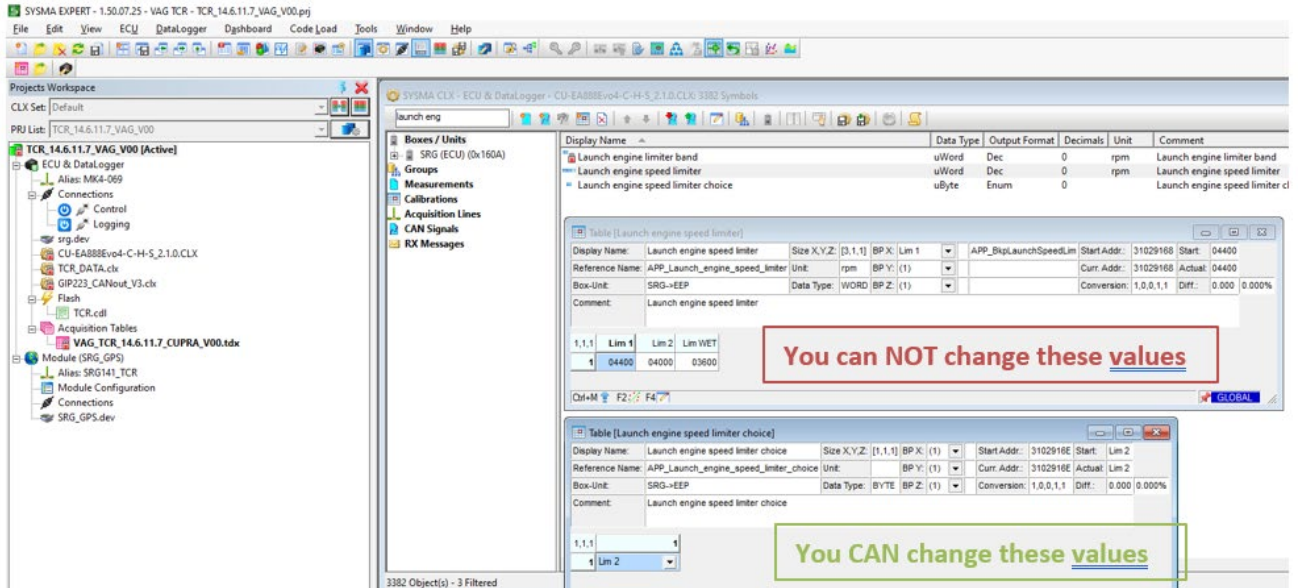 SYSMA EXPERT - 1.50.07.25 - VAG TCR - TCR_14.6.11.7_VAG_V00.prj
File Edit View ECU DataLogger Dashboard Code Load Tools Window Help
Projects Workspace
CLX Set: Default
PRJ List: TCR_14.6.11.7_VAG_V00
TCR_14.6.11.7_VAG_V00 [Active]
ECU & DataLogger
Alias: MK4-069
Connections
Control
Logging
srg.dev
CU-EA888Evo4-C-H-S_2.1.0.CLX
TCR_DATA.clx
GIP223_CANout_V3.clx
Flash
TCR.cdl
Acquisition Tables
VAG_TCR_14.6.11.7_CUPRA_V00.tdx
Module (SRG_GPS)
Alias: SRG141_TCR
Module Configuration
Connections
SRG_GPS.dev
SYSMA CLX - ECU & DataLogger - CU-EA888Evo4-C-H-S_2.1.0.CLX: 3382 Symbols
launch eng
Boxes / Units
SRG (ECU) (0x160A)
Groups
Measurements
Calibrations
Acquisition Lines
CAN Signals
RX Messages
Display Name Data Type Output Format Decimals Unit Comment
Launch engine limiter band uWord Dec 0 rpm Launch engine limiter band
Launch engine speed limiter uWord Dec 0 rpm Launch engine speed limiter
Launch engine speed limiter choice uByte Enum 0 Launch engine speed limiter cl
Table [Launch engine speed limiter]
Display Name: Launch engine speed limiter Size X,Y,Z: [3,1,1] BP X: Lim 1 APP_BkpLaunchSpeedLim Start Addr.: 31029168 Start: 04400
Reference Name: APP_Launch_engine_speed_limiter Unit: rpm BP Y: (1) Curr. Addr.: 31029168 Actual: 04400
Box-Unit: SRG->EEP Data Type: WORD BP Z: (1) Conversion: 1,0,0,1,1 Diff.: 0.000 0.000%
Comment: Launch engine speed limiter
1,1,1 Lim 1 Lim 2 Lim WET
1 04400 04000 03600
You can NOT change these values
Ctrl+M F2: F4: GLOBAL
Table [Launch engine speed limiter choice]
Display Name: Launch engine speed limiter choice Size X,Y,Z: [1,1,1] BP X: (1) Start Addr.: 3102916E Start: Lim 2
Reference Name: APP_Launch_engine_speed_limiter_choice Unit: BP Y: (1) Curr. Addr.: 3102916E Actual: Lim 2
Box-Unit: SRG->EEP Data Type: BYTE BP Z: (1) Conversion: 1,0,0,1,1 Diff.: 0.000 0.000%
Comment: Launch engine speed limiter choice
1,1,1 1
1 Lim 2
You CAN change these values
3382 Object(s) - 3 Filtered